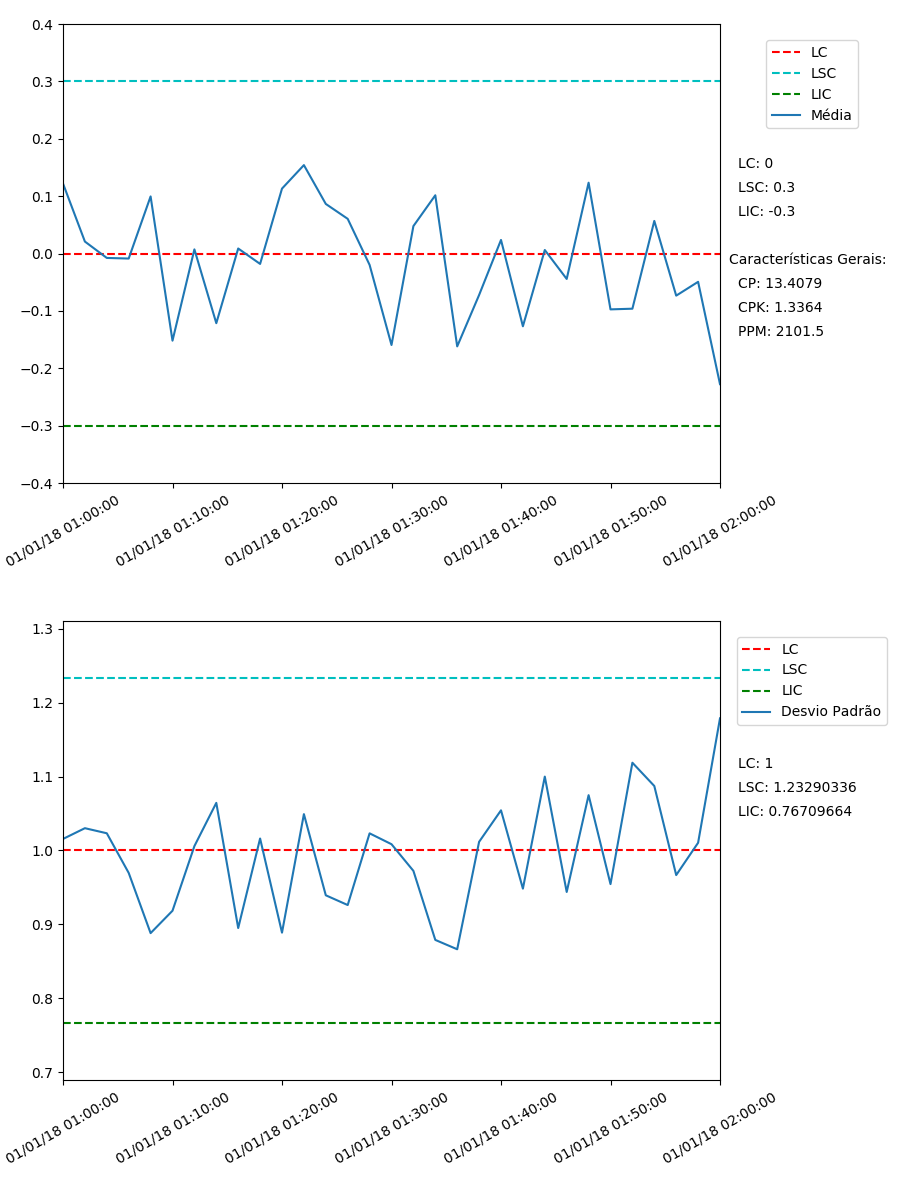 0.4
0.3
0.2
0.1
0.0
−0.1
−0.2
−0.3
−0.4
01/01/18 01:00:00
01/01/18 01:10:00
01/01/18 01:20:00
01/01/18 01:30:00
01/01/18 01:40:00
01/01/18 01:50:00
01/01/18 02:00:00
LC
LSC
LIC
Média
LC: 0
LSC: 0.3
LIC: -0.3
Características Gerais:
CP: 13.4079
CPK: 1.3364
PPM: 2101.5
1.3
1.2
1.1
1.0
0.9
0.8
0.7
01/01/18 01:00:00
01/01/18 01:10:00
01/01/18 01:20:00
01/01/18 01:30:00
01/01/18 01:40:00
01/01/18 01:50:00
01/01/18 02:00:00
LC
LSC
LIC
Desvio Padrão
LC: 1
LSC: 1.23290336
LIC: 0.76709664